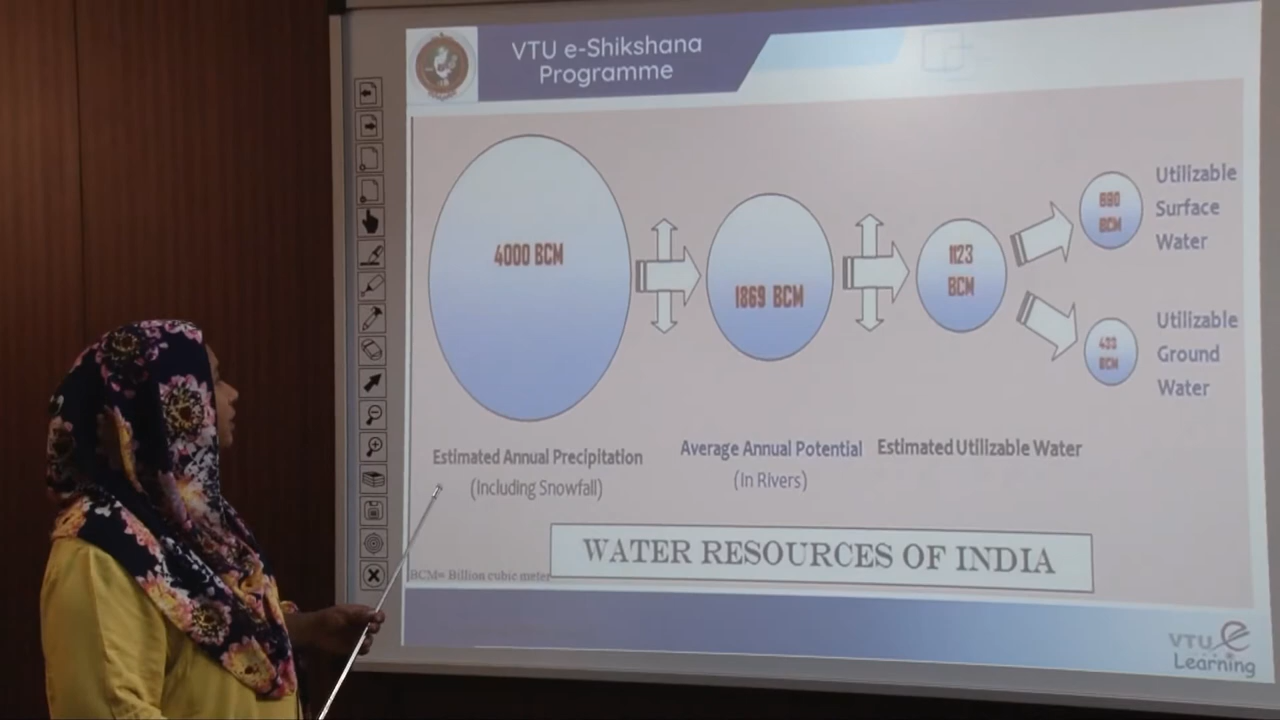 VTU e-Shikshana
Programme
4000 BCM
1869 BCM
1123
BCM
690
BCM
433
BCM
Utilizable
Surface
Water
Utilizable
Ground
Water
Estimated Annual Precipitation
(Including Snowfall)
Average Annual Potential
(In Rivers)
Estimated Utilizable Water
WATER RESOURCES OF INDIA
BCM= Billion cubic meter
VTU e
Learning